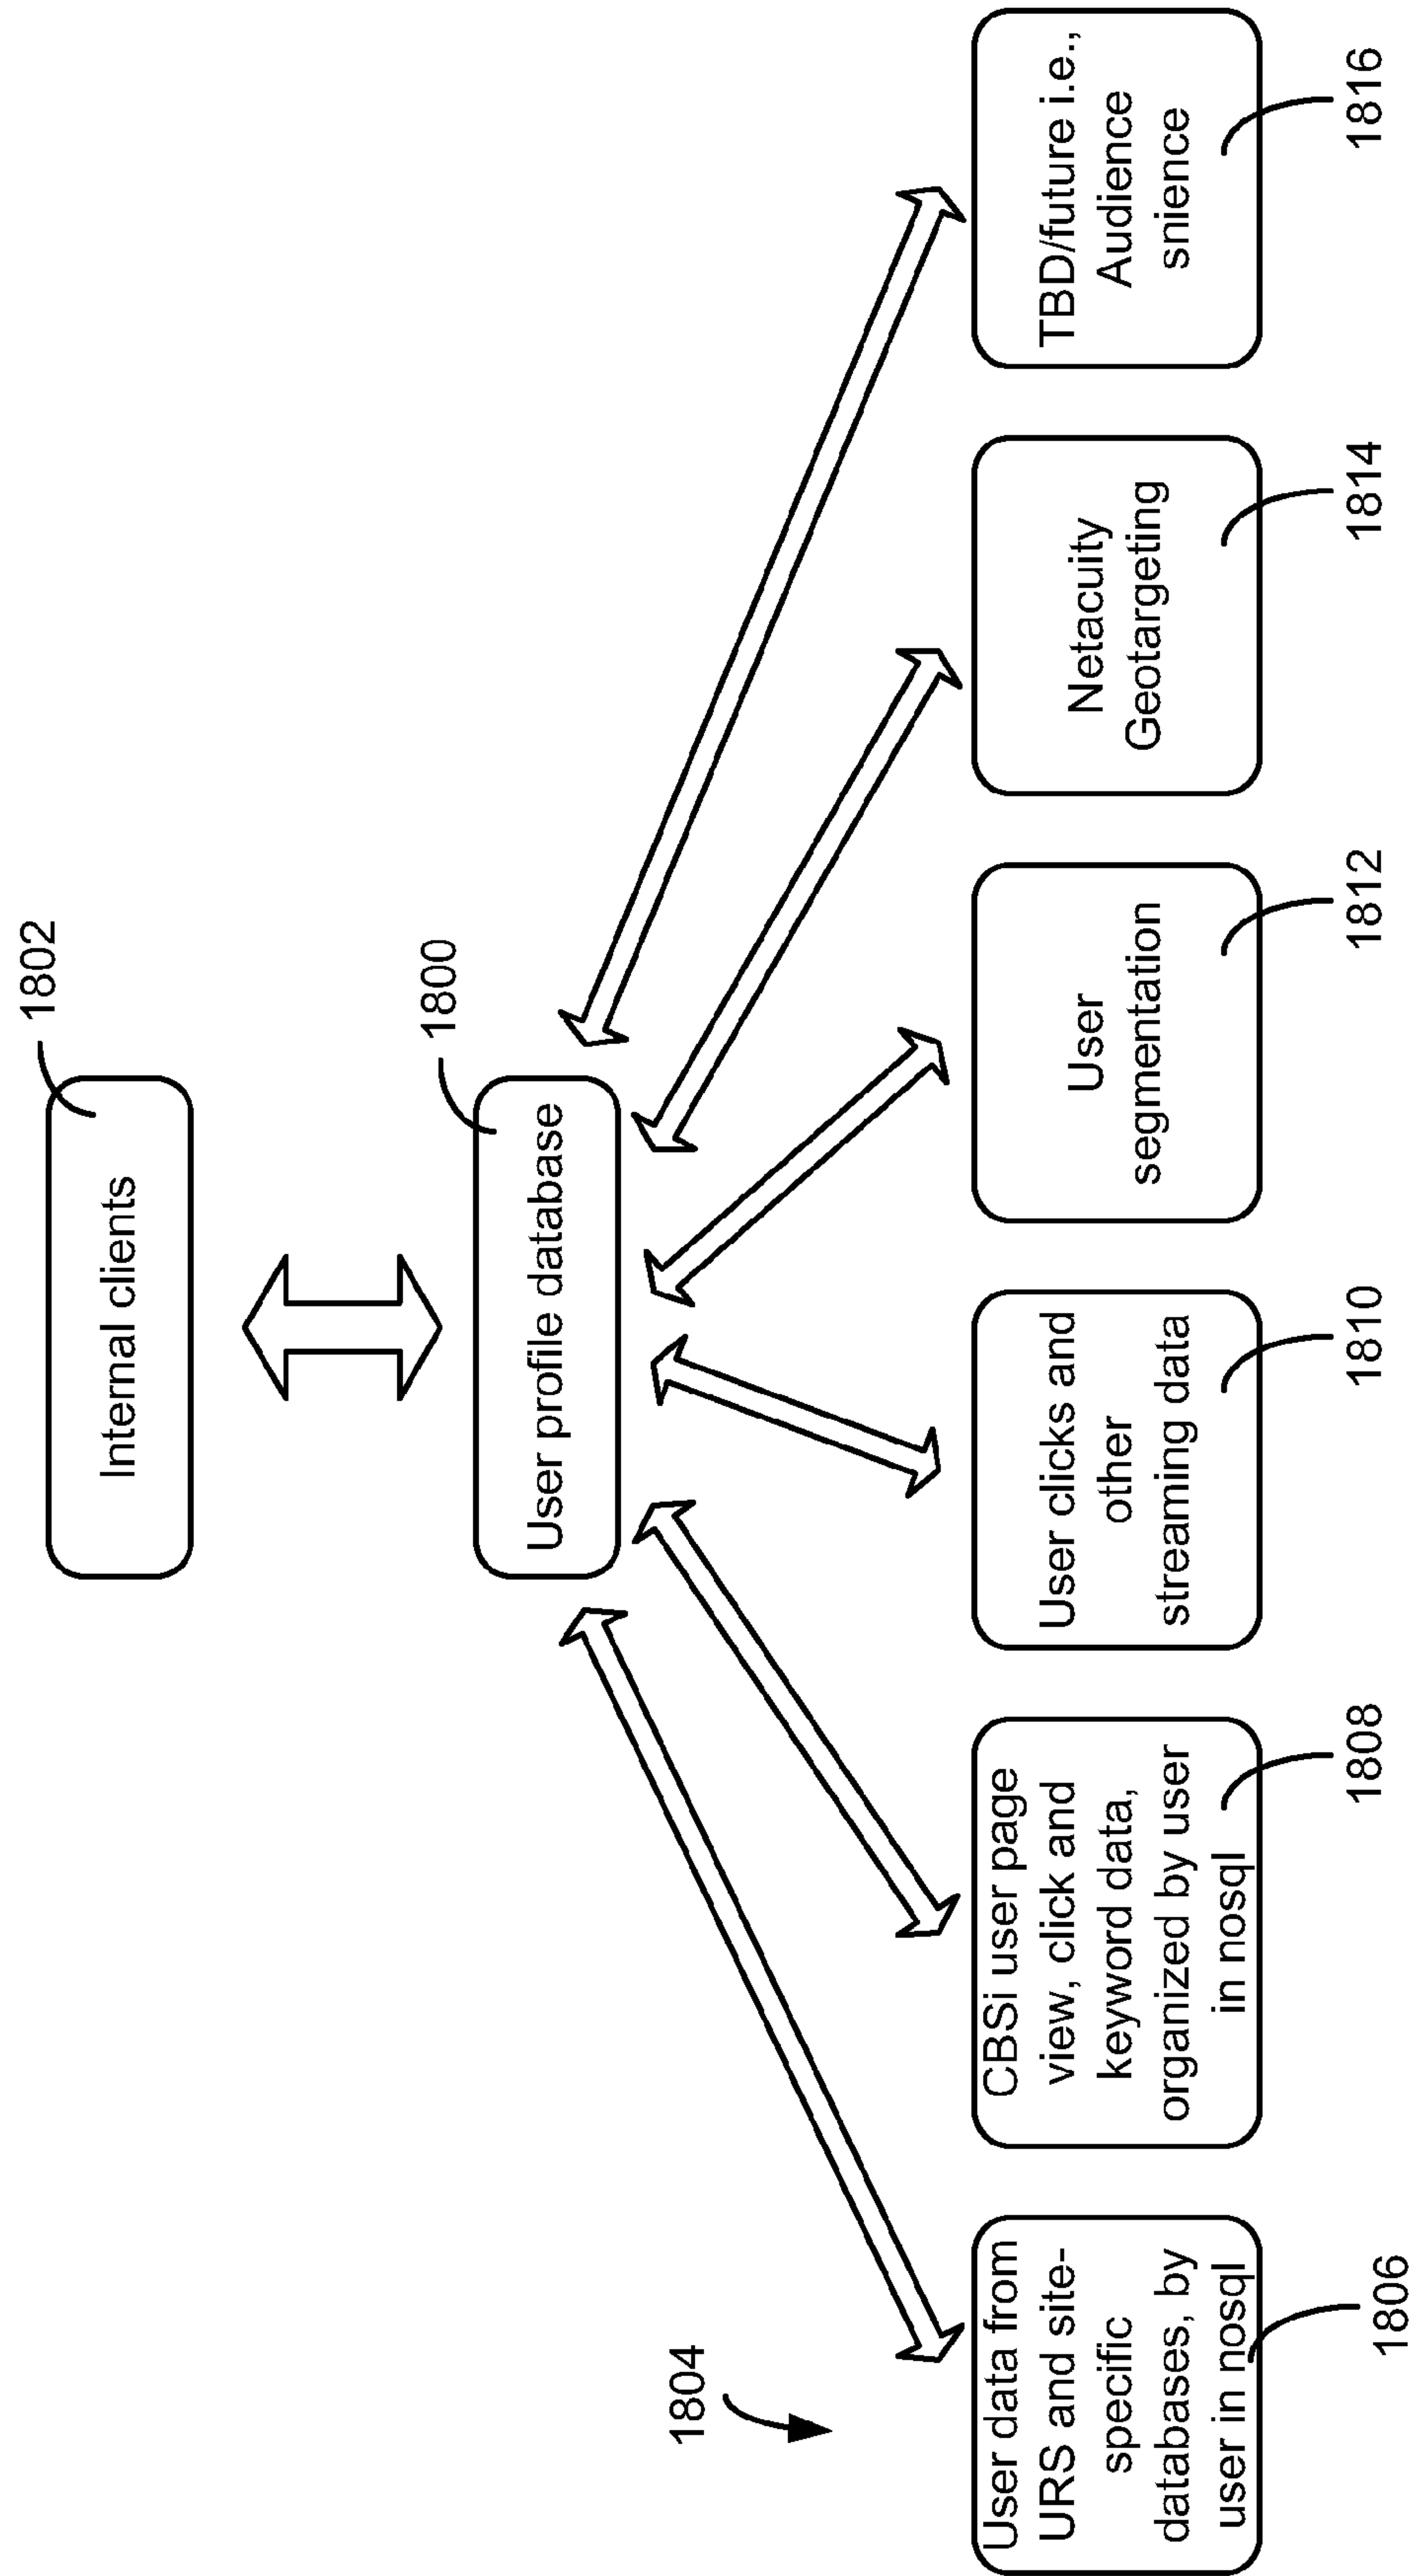 1802
Internal clients
1800
User profile database
1804
User data from
URS and site-
specific
databases, by
user in nosql
1806
CBSi user page
view, click and
keyword data,
organized by user
in nosql
1808
User clicks and
other
streaming data
1810
User
segmentation
1812
Netacuity
Geotargeting
1814
TBD/future i.e.,
Audience
snience
1816